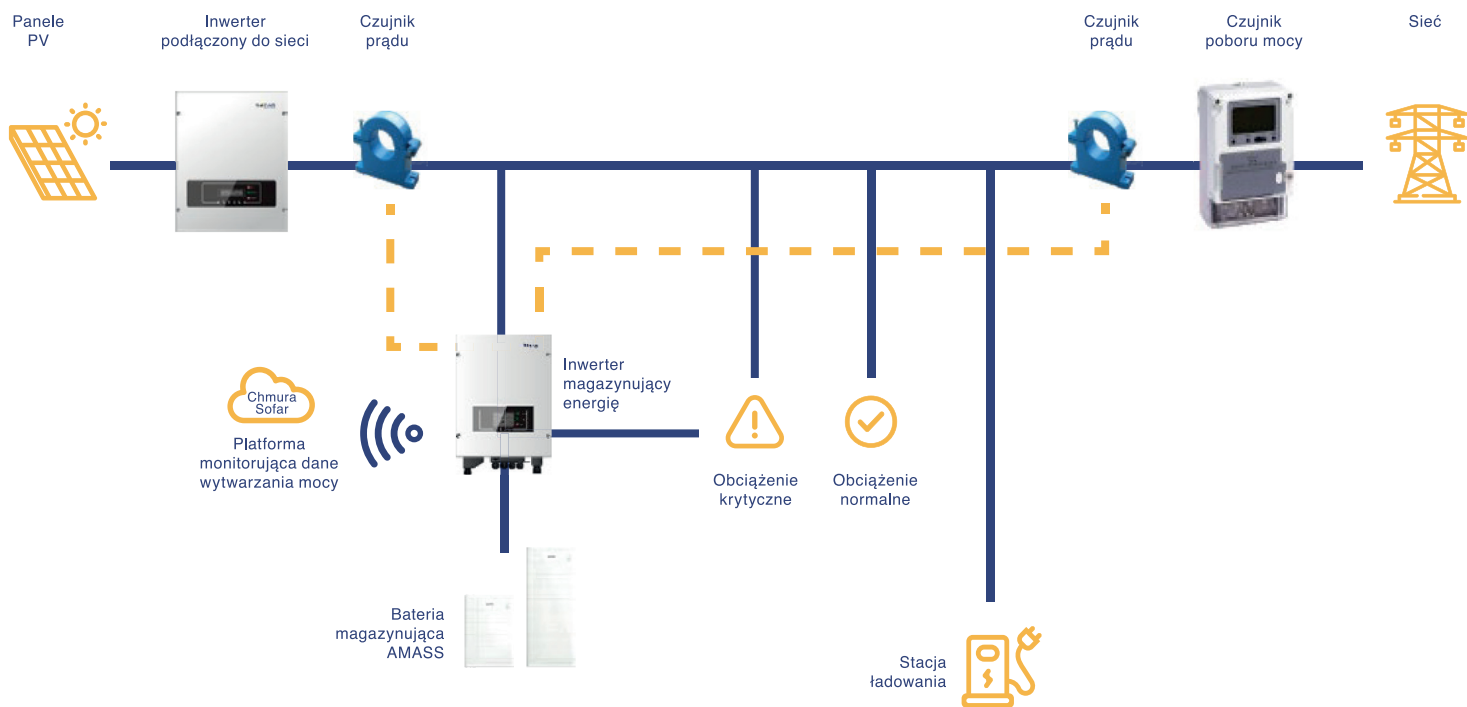 Panele
PV
Inwerter
podłączony do sieci
Czujnik
prądu
Czujnik
prądu
Czujnik
poboru mocy
Sieć
Inwerter
magazynujący
energię
Chmura
Sofar
Platforma
monitorująca dane
wytwarzania mocy
Obciążenie
krytyczne
Obciążenie
normalne
Bateria
magazynująca
AMASS
Stacja
ładowania